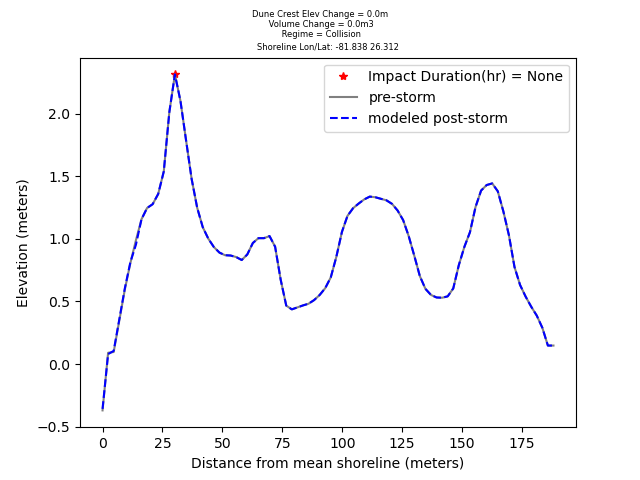 Dune Crest Elev Change = 0.0m
Volume Change = 0.0m3
Regime = Collision
Shoreline Lon/Lat: -81.838 26.312
Impact Duration(hr) = None
pre-storm
modeled post-storm
Elevation (meters)
2.0
1.5
1.0
0.5
0.0
−0.5
0 25 50 75 100 125 150 175
Distance from mean shoreline (meters)